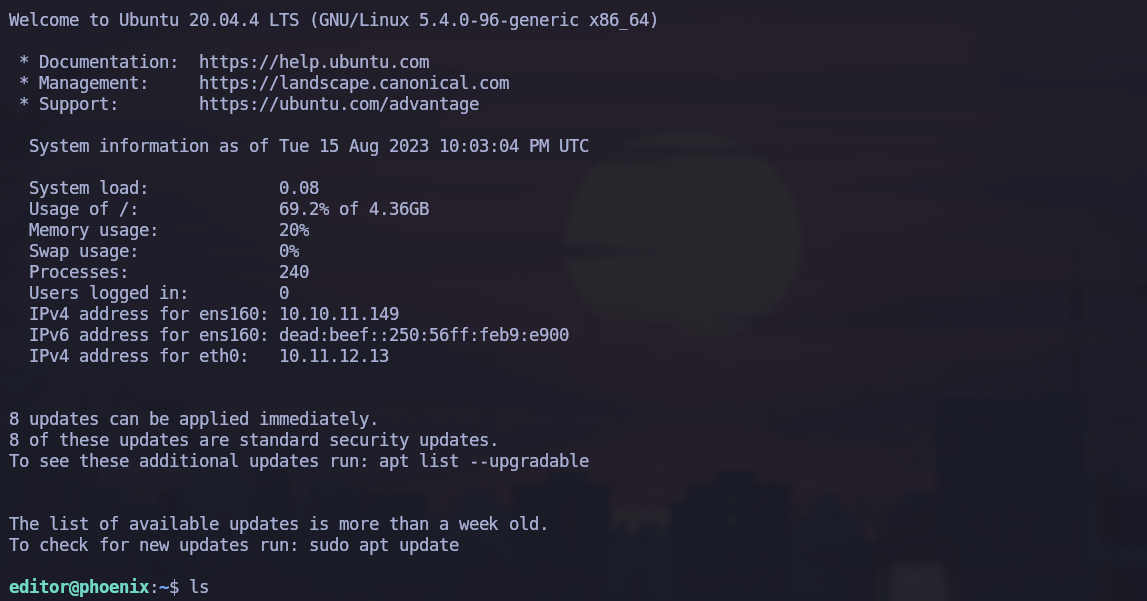 Welcome to Ubuntu 20.04.4 LTS (GNU/Linux 5.4.0-96-generic x86_64)
* Documentation:  https://help.ubuntu.com
* Management:     https://landscape.canonical.com
* Support:        https://ubuntu.com/advantage
System information as of Tue 15 Aug 2023 10:03:04 PM UTC
System load:             0.08
Usage of /:              69.2% of 4.36GB
Memory usage:            20%
Swap usage:              0%
Processes:               240
Users logged in:         0
IPv4 address for ens160: 10.10.11.149
IPv6 address for ens160: dead:beef::250:56ff:feb9:e900
IPv4 address for eth0:   10.11.12.13
8 updates can be applied immediately.
8 of these updates are standard security updates.
To see these additional updates run: apt list --upgradable
The list of available updates is more than a week old.
To check for new updates run: sudo apt update
editor@phoenix:~$ ls